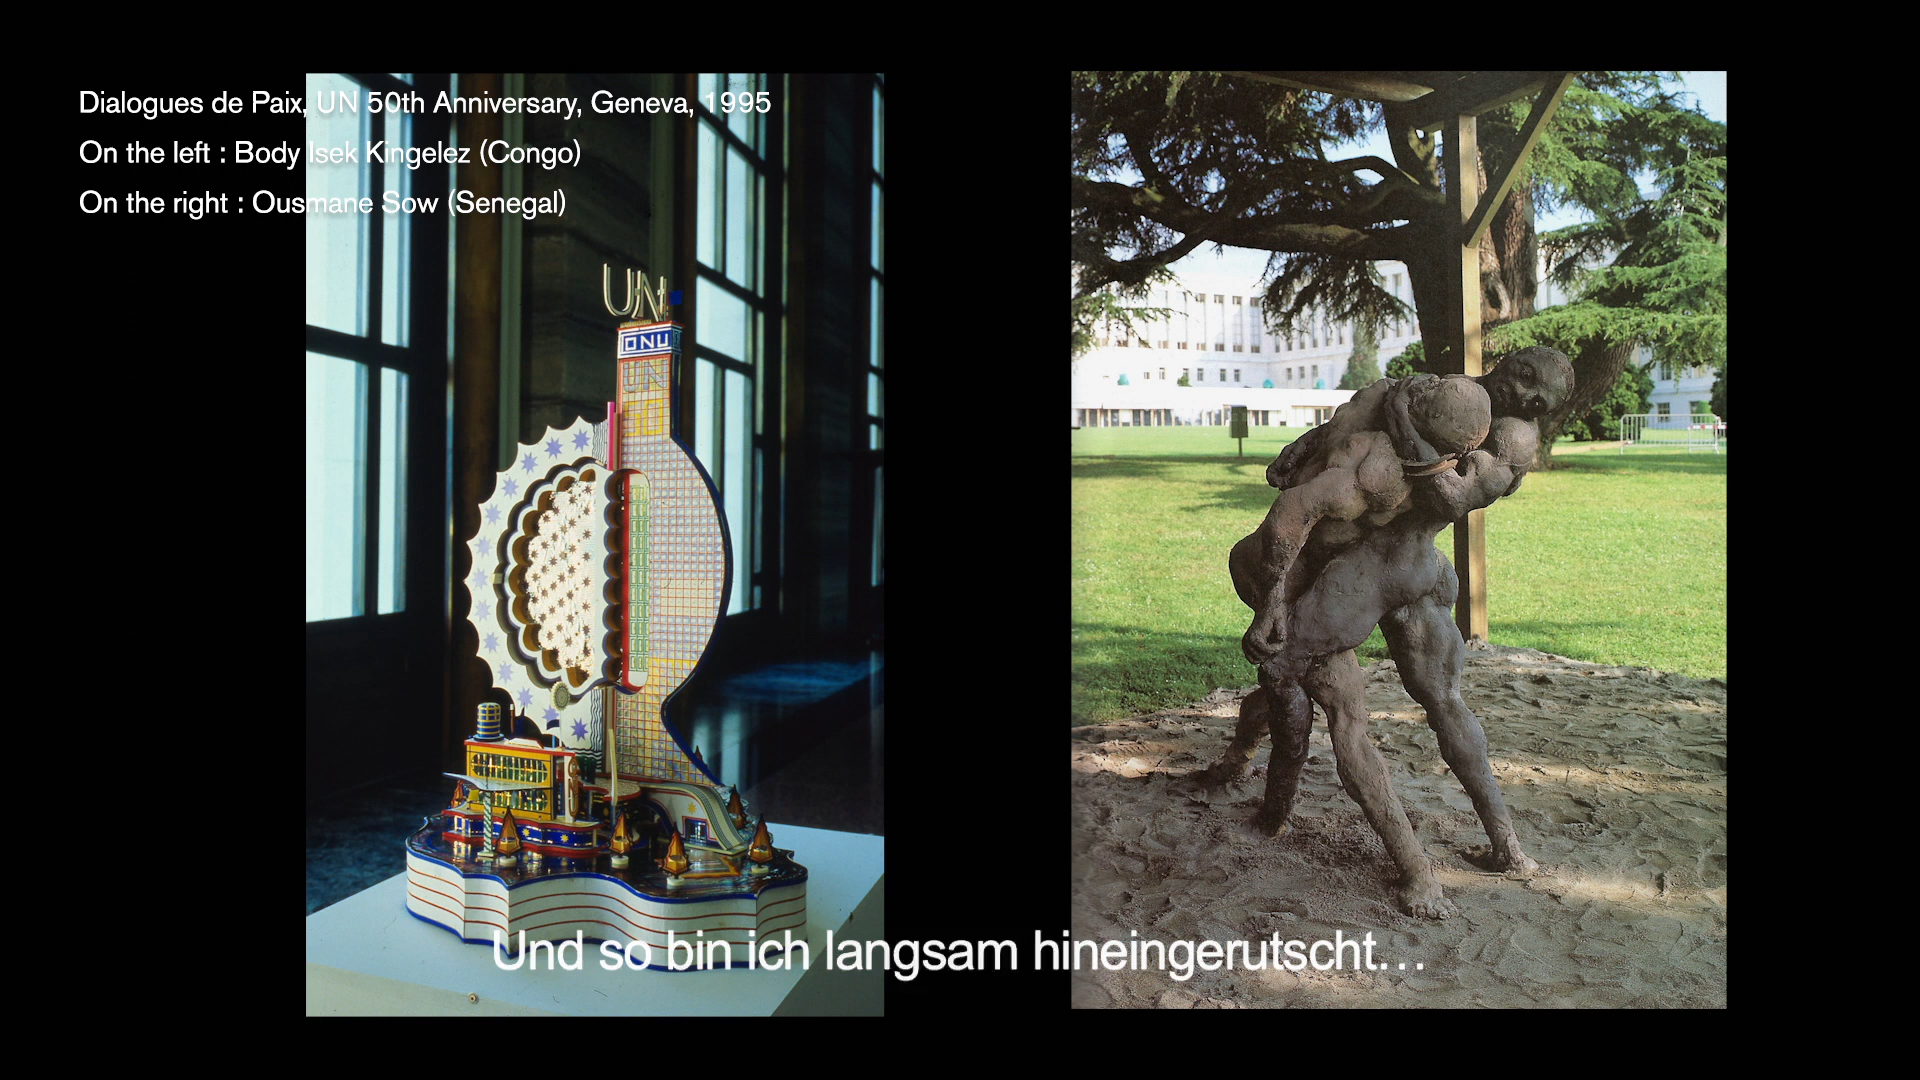 Dialogues de Paix, UN 50th Anniversary, Geneva, 1995
On the left : Body Isek Kingelez (Congo)
On the right : Ousmane Sow (Senegal)
UN
ONU
UN
Und so bin ich langsam hineingerutscht...